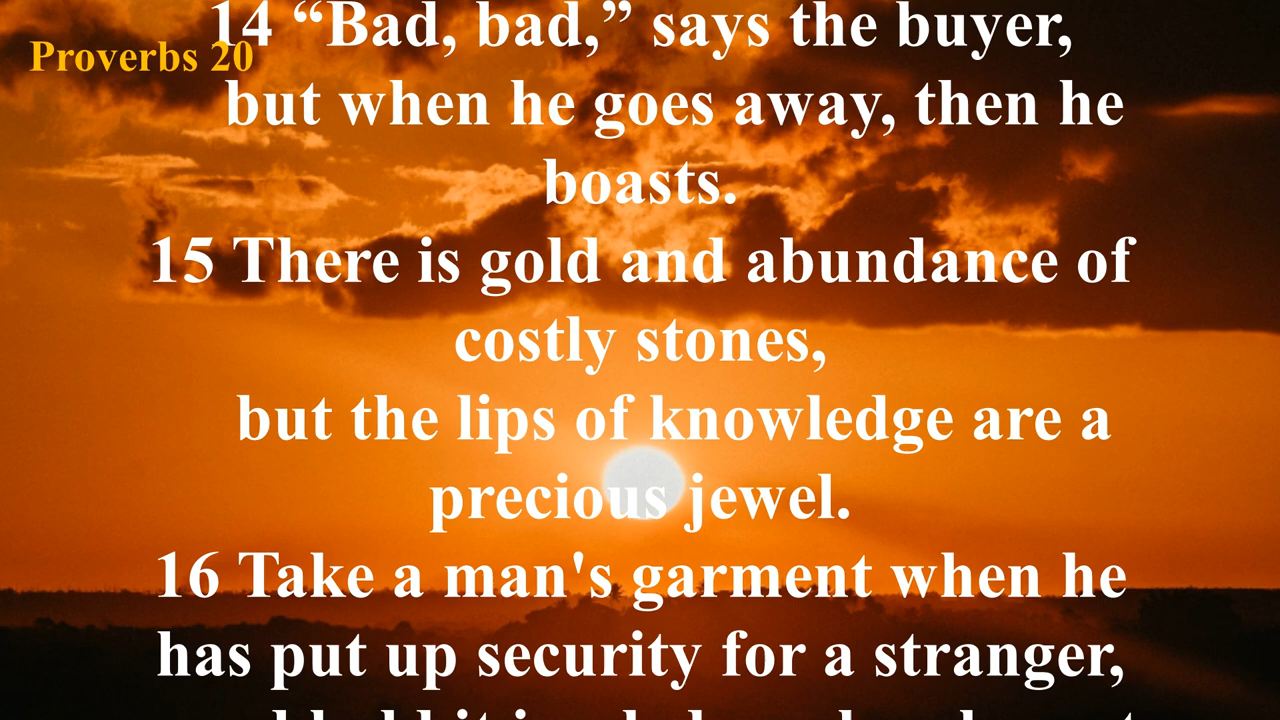 Proverbs 20
14 “Bad, bad,” says the buyer,
but when he goes away, then he
boasts.
15 There is gold and abundance of
costly stones,
but the lips of knowledge are a
precious jewel.
16 Take a man's garment when he
has put up security for a stranger,